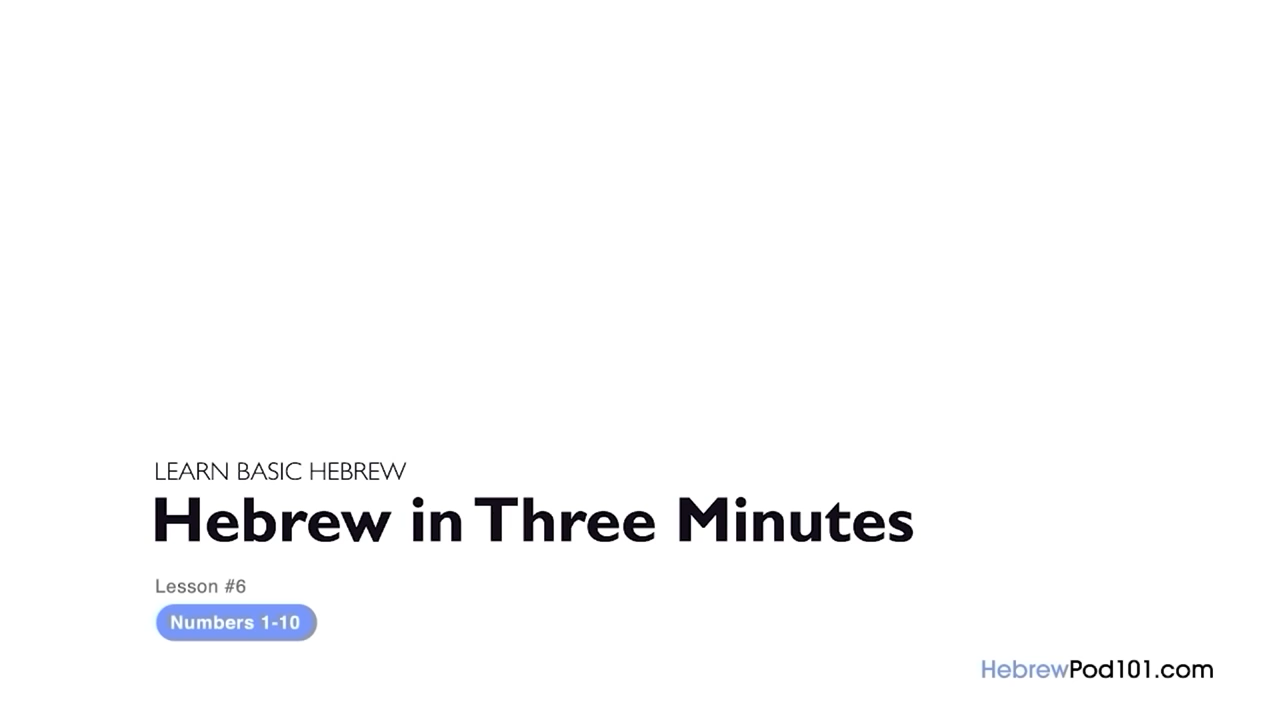 LEARN BASIC HEBREW
Hebrew in Three Minutes
Lesson #6
Numbers 1-10
HebrewPod101.com